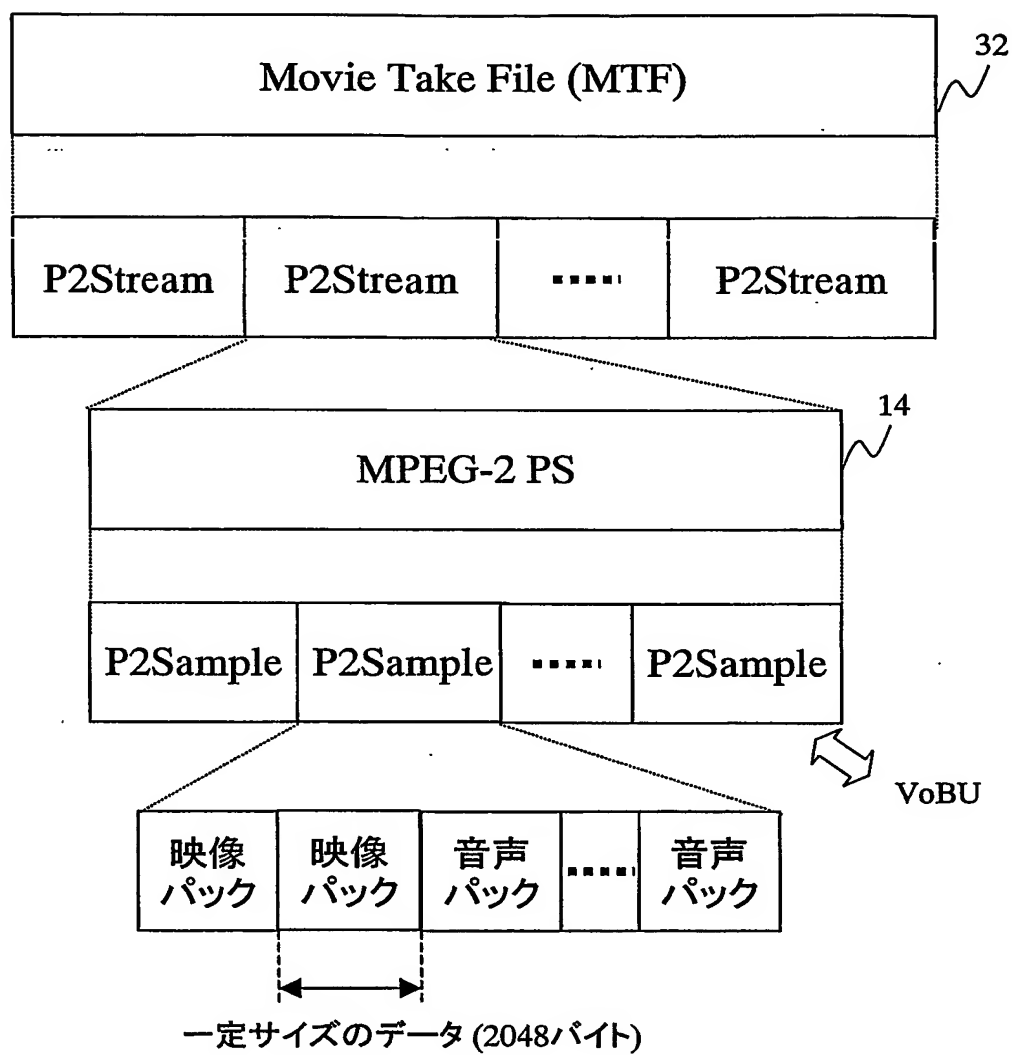 Movie Take File (MTF)
32
P2Stream
P2Stream
P2Stream
14
MPEG-2 PS
P2Sample
P2Sample
P2Sample
VoBU
映像
パック
映像
パック
音声
パック
音声
パック
一定サイズのデータ (2048バイト)